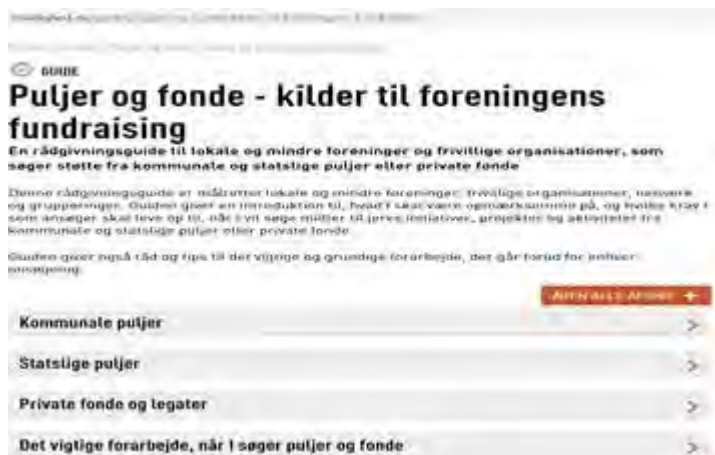 GUIDE
Puljer og fonde - kilder til foreningens
fundraising
En rådgivningsguide til lokale og mindre foreninger og frivillige organisationer, som
søger støtte fra kommunale og statslige puljer eller private fonde
Denne rådgivningsguide er målrettet lokale og mindre foreninger, frivillige organisationer, netværk
og grupperinger. Guiden giver en introduktion til, hvad I skal være opmærksomme på, og hvilke krav I
som ansøger skal leve op til, når I vil søge midler til jeres initiativer, projekter og aktiviteter fra
kommunale og statslige puljer eller private fonde.
Guiden giver også råd og tips til det vigtige og grundige forarbejde, der går forud for enhver
ansøgning.
Kommunale puljer
Statslige puljer
Private fonde og legater
Det vigtige forarbejde, når I søger puljer og fonde